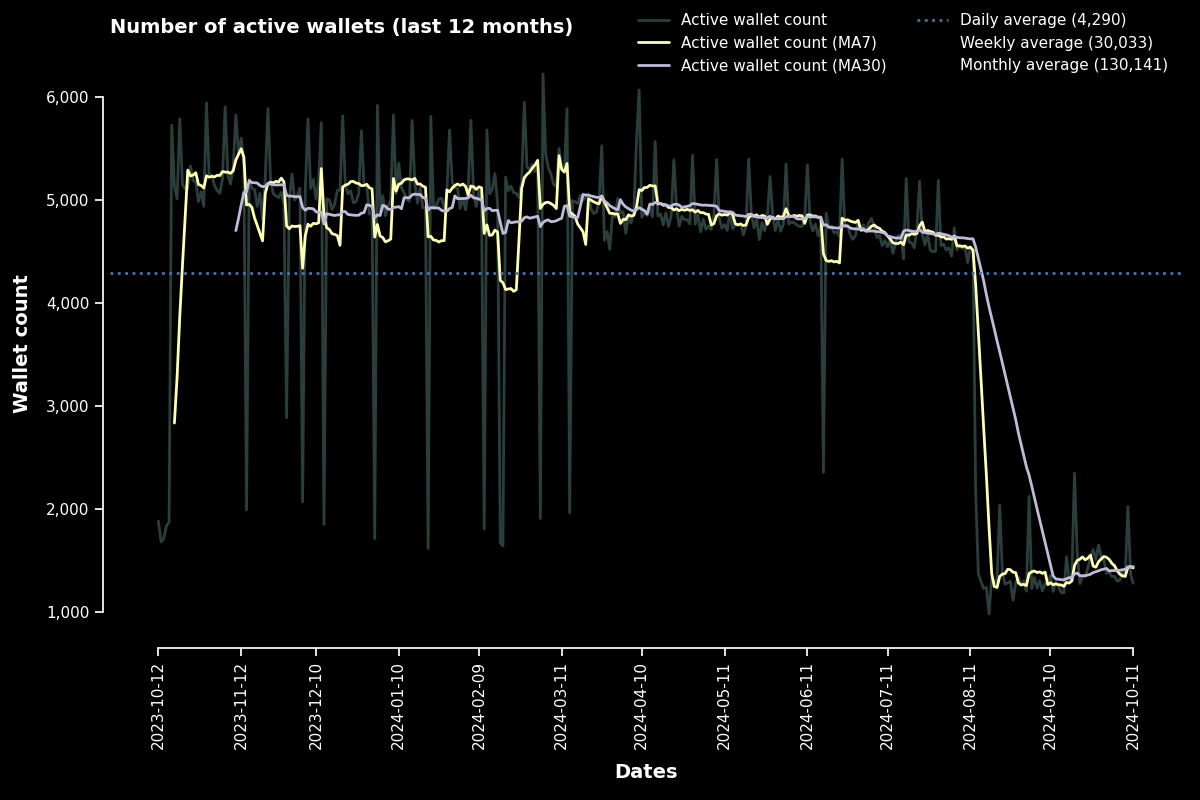 Number of active wallets (last 12 months)
Active wallet count
Active wallet count (MA7)
Active wallet count (MA30)
Daily average (4,290)
Weekly average (30,033)
Monthly average (130,141)
Wallet count
6,000
5,000
4,000
3,000
2,000
1,000
2023-10-12
2023-11-12
2023-12-10
2024-01-10
2024-02-09
2024-03-11
2024-04-10
2024-05-11
2024-06-11
2024-07-11
2024-08-11
2024-09-10
2024-10-11
Dates